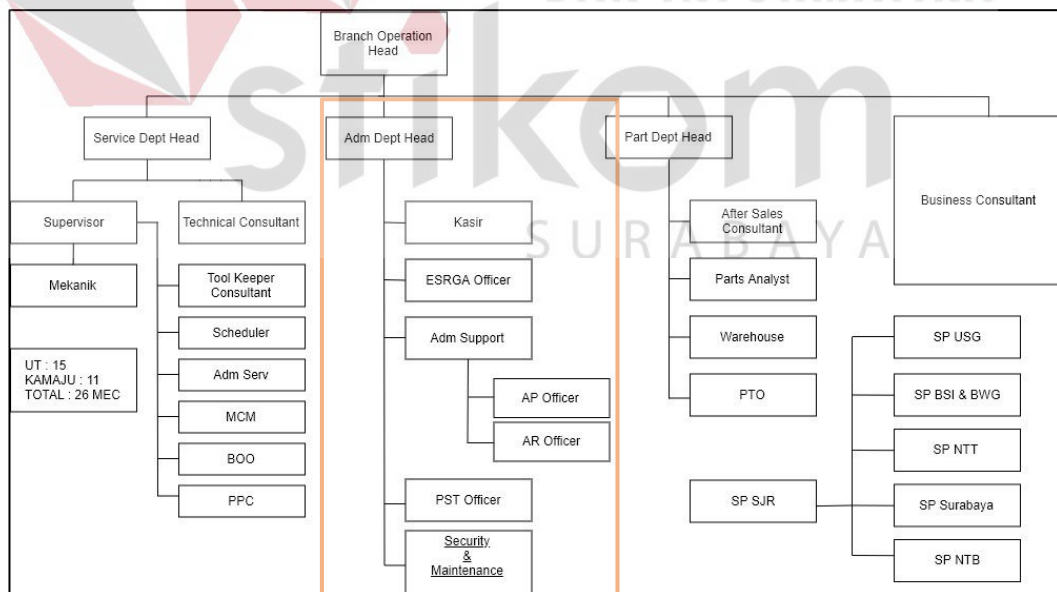 Branch Operation
Head
stikom
SURABAYA
Service Dept Head
Adm Dept Head
Part Dept Head
Business Consultant
Supervisor
Technical Consultant
Mekanik
Tool Keeper
Consultant
Scheduler
Adm Serv
MCM
BOO
PPC
UT : 15
KAMAJU : 11
TOTAL : 26 MEC
Kasir
ESRGA Officer
Adm Support
AP Officer
AR Officer
PST Officer
Security
&
Maintenance
After Sales
Consultant
Parts Analyst
Warehouse
PTO
SP SJR
SP USG
SP BSI & BWG
SP NTT
SP Surabaya
SP NTB